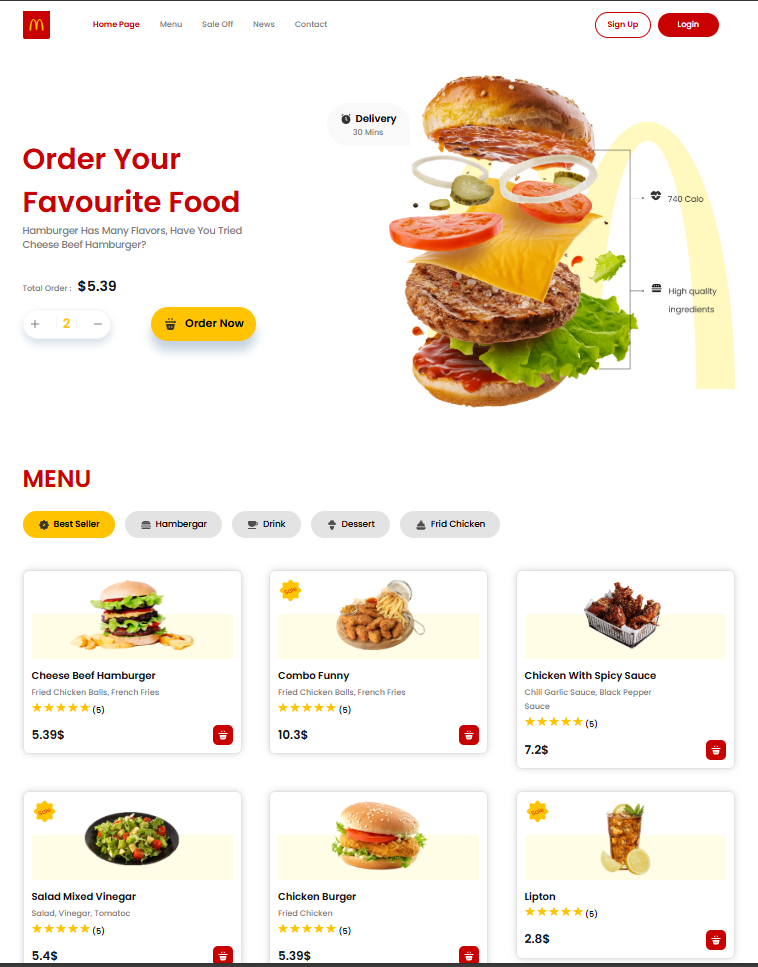 Home Page Menu Sale Off News Contact Sign Up Login
Delivery
30 Mins
Order Your
Favourite Food
Hamburger Has Many Flavors, Have You Tried
Cheese Beef Hamburger?
740 Calo
High quality
ingredients
Total Order : $5.39
+ 2 − Order Now
MENU
Best Seller Hambergar Drink Dessert Frid Chicken
Sale
Cheese Beef Hamburger Combo Funny Chicken With Spicy Sauce
Fried Chicken Balls, French Fries Fried Chicken Balls, French Fries Chili Garlic Sauce, Black Pepper
Sauce
(5) (5) (5)
5.39$ 10.3$ 7.2$
Sale Sale
Salad Mixed Vinegar Chicken Burger Lipton
Salad, Vinegar, Tomatoc Fried Chicken
(5) (5) (5)
5.4$ 5.39$ 2.8$